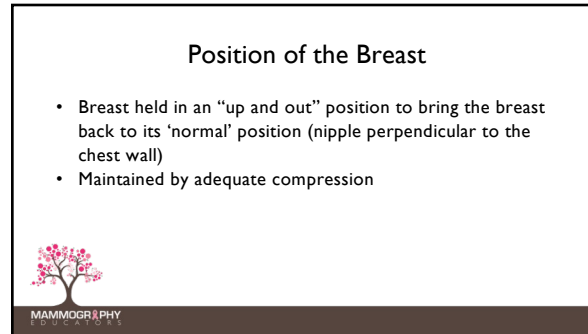 Position of the Breast
• Breast held in an “up and out” position to bring the breast
back to its ‘normal’ position (nipple perpendicular to the
chest wall)
• Maintained by adequate compression
MAMMOGRAPHY
EDUCATORS